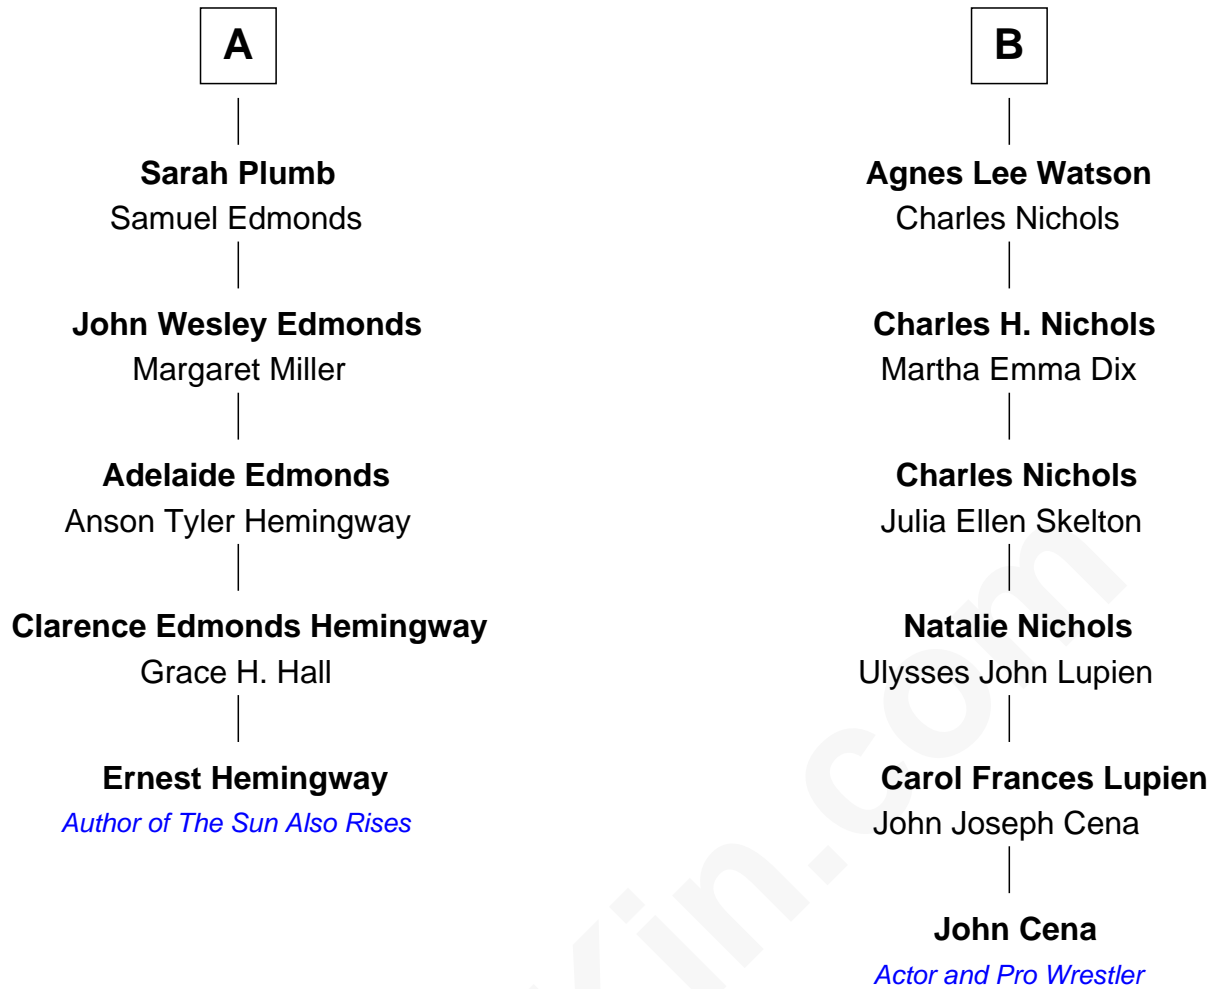 A
Sarah Plumb
Samuel Edmonds
John Wesley Edmonds
Margaret Miller
Adelaide Edmonds
Anson Tyler Hemingway
Clarence Edmonds Hemingway
Grace H. Hall
Ernest Hemingway
Author of The Sun Also Rises
B
Agnes Lee Watson
Charles Nichols
Charles H. Nichols
Martha Emma Dix
Charles Nichols
Julia Ellen Skelton
Natalie Nichols
Ulysses John Lupien
Carol Frances Lupien
John Joseph Cena
John Cena
Actor and Pro Wrestler